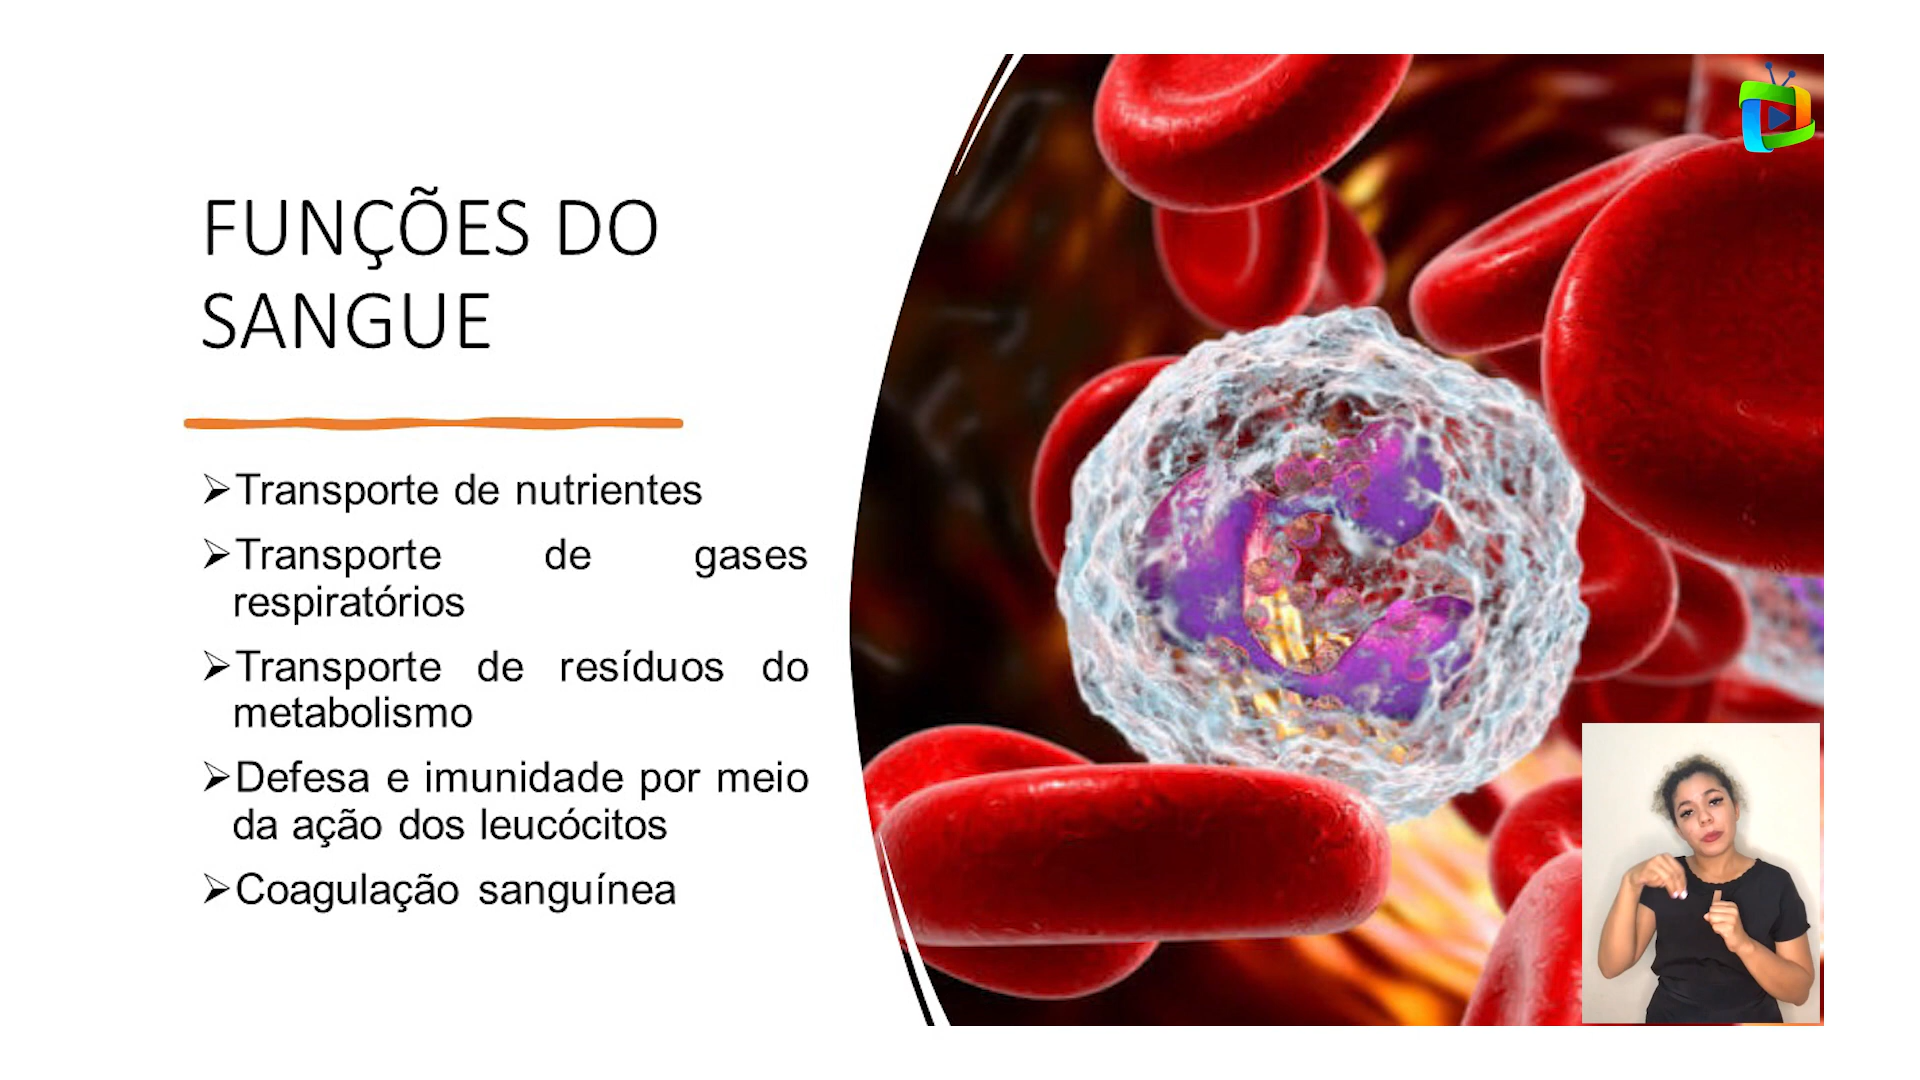 FUNÇÕES DO
SANGUE
➢Transporte de nutrientes
➢Transporte de gases
respiratórios
➢Transporte de resíduos do
metabolismo
➢Defesa e imunidade por meio
da ação dos leucócitos
➢Coagulação sanguínea